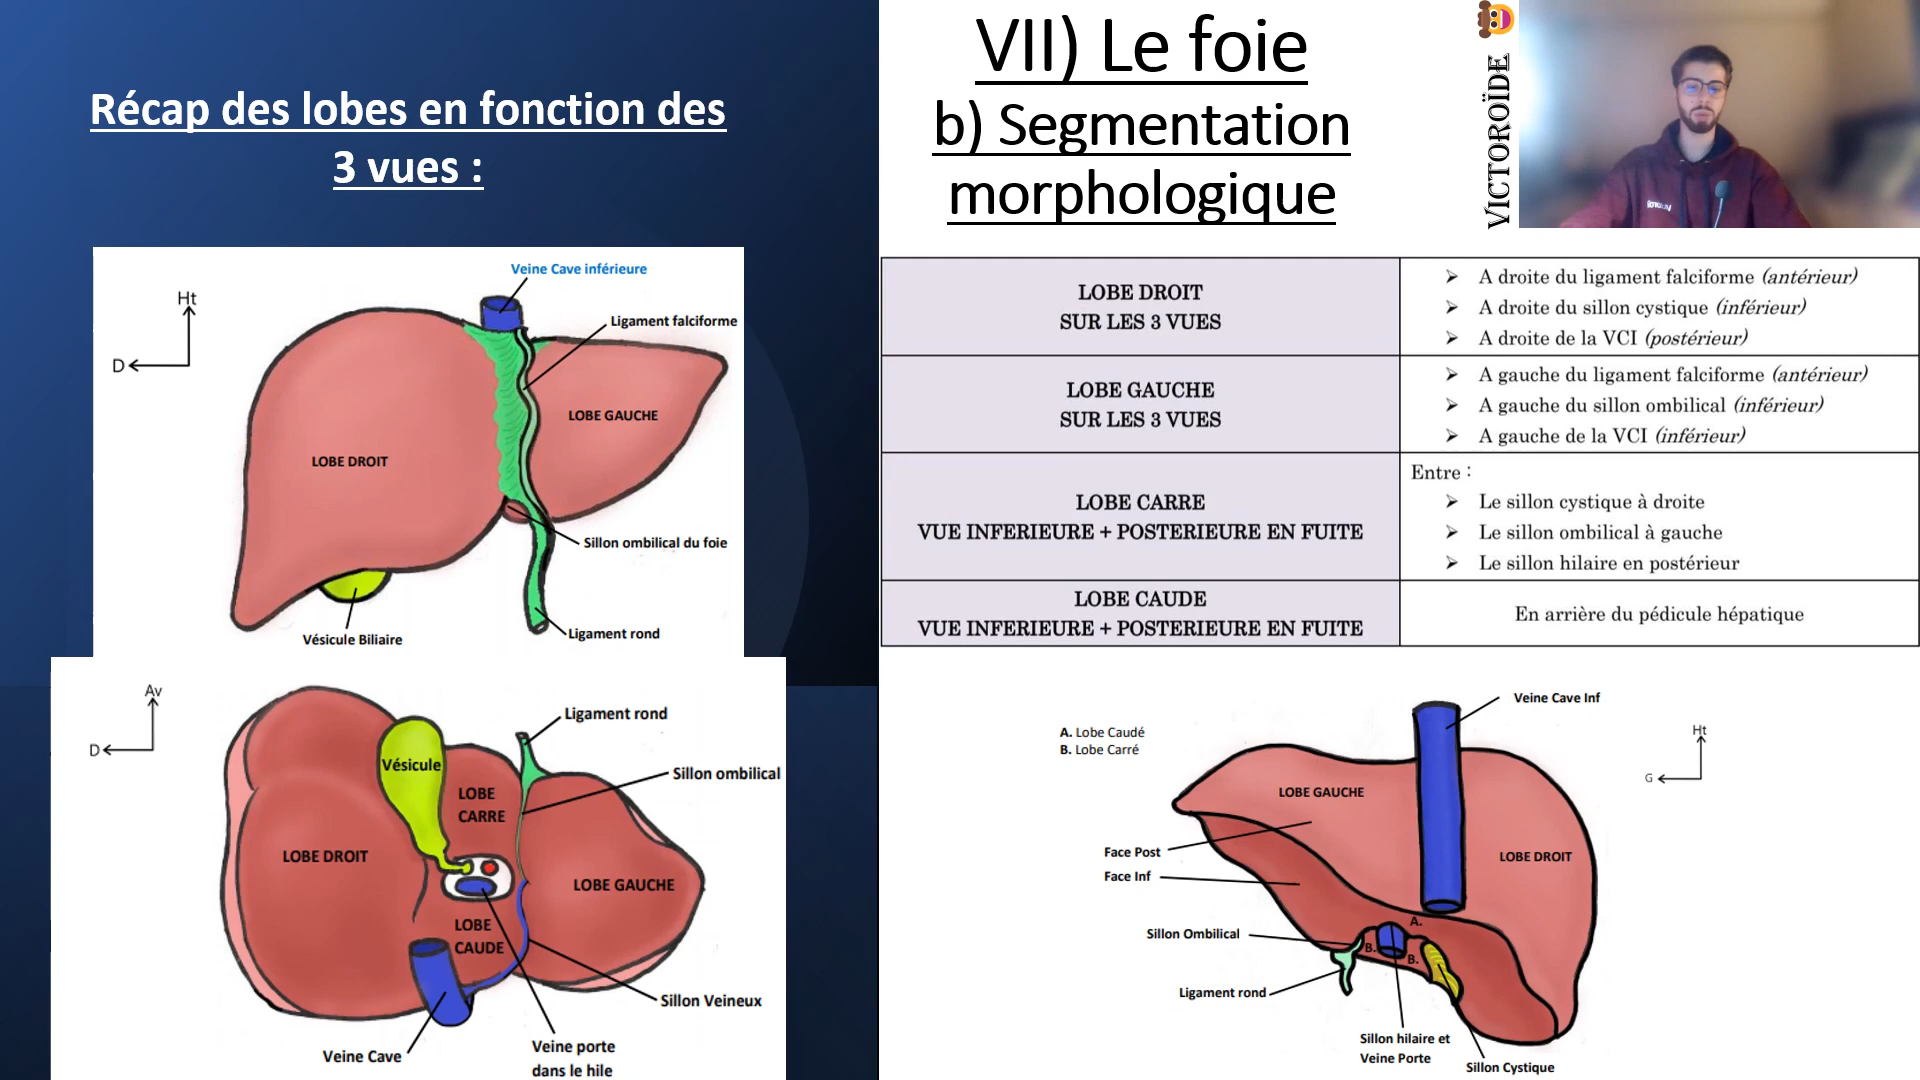 Récap des lobes en fonction des
3 vues :
Veine Cave inférieure
Ht
Ligament falciforme
D
LOBE GAUCHE
LOBE DROIT
Sillon ombilical du foie
Vésicule Biliaire
Ligament rond
Av
Ligament rond
D
Vésicule
Sillon ombilical
LOBE
CARRE
LOBE DROIT
LOBE GAUCHE
LOBE
CAUDE
Sillon Veineux
Veine Cave
Veine porte
dans le hile
VII) Le foie
b) Segmentation
morphologique
VICTOROÏDE
LOBE DROIT
SUR LES 3 VUES
➢ A droite du ligament falciforme (antérieur)
➢ A droite du sillon cystique (inférieur)
➢ A droite de la VCI (postérieur)
LOBE GAUCHE
SUR LES 3 VUES
➢ A gauche du ligament falciforme (antérieur)
➢ A gauche du sillon ombilical (inférieur)
➢ A gauche de la VCI (inférieur)
LOBE CARRE
VUE INFERIEURE + POSTERIEURE EN FUITE
Entre :
➢ Le sillon cystique à droite
➢ Le sillon ombilical à gauche
➢ Le sillon hilaire en postérieur
LOBE CAUDE
VUE INFERIEURE + POSTERIEURE EN FUITE
En arrière du pédicule hépatique
Veine Cave Inf
A. Lobe Caudé
B. Lobe Carré
Ht
G
LOBE GAUCHE
Face Post
LOBE DROIT
Face Inf
A.
Sillon Ombilical
B.
B.
Ligament rond
Sillon hilaire et
Veine Porte
Sillon Cystique